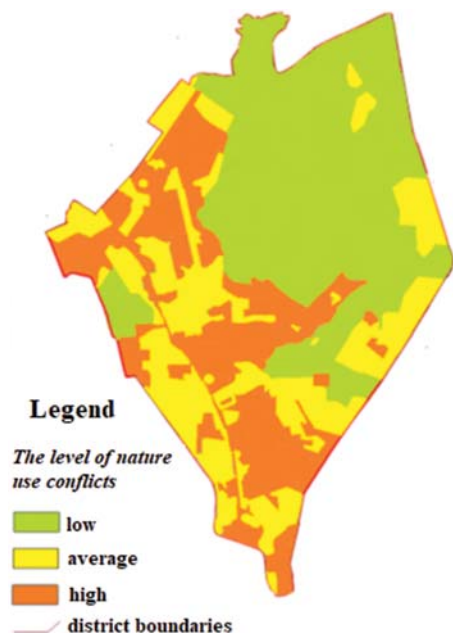 Legend
The level of nature
use conflicts
low
average
high
district boundaries